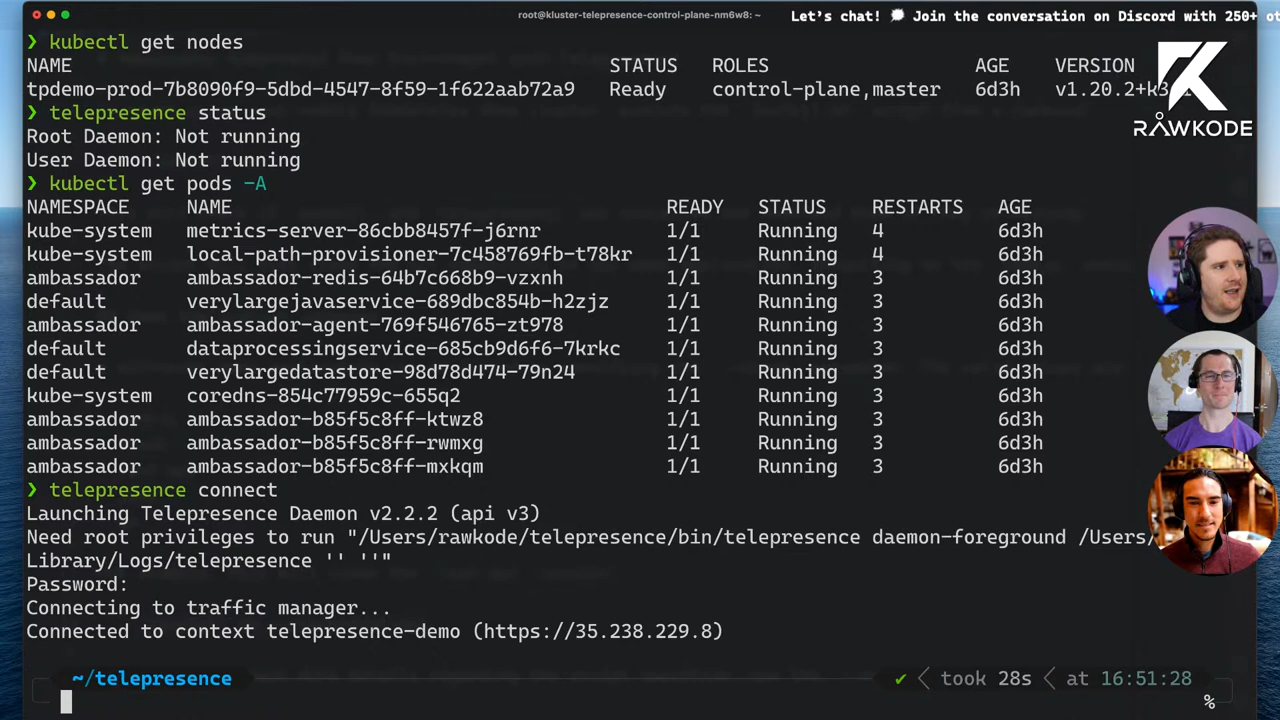 root@kluster-telepresence-control-plane-nm6w8: ~
Let's chat! 💬 Join the conversation on Discord with 250+ ot
❯ kubectl get nodes
NAME STATUS ROLES AGE VERSION
tpdemo-prod-7b8090f9-5dbd-4547-8f59-1f622aab72a9 Ready control-plane,master 6d3h v1.20.2+k3
RAWKODE
❯ telepresence status
Root Daemon: Not running
User Daemon: Not running
❯ kubectl get pods -A
NAMESPACE NAME READY STATUS RESTARTS AGE
kube-system metrics-server-86cbb8457f-j6rnr 1/1 Running 4 6d3h
kube-system local-path-provisioner-7c458769fb-t78kr 1/1 Running 4 6d3h
ambassador ambassador-redis-64b7c668b9-vzxnh 1/1 Running 3 6d3h
default verylargejavaservice-689dbc854b-h2zjz 1/1 Running 3 6d3h
ambassador ambassador-agent-769f546765-zt978 1/1 Running 3 6d3h
default dataprocessingservice-685cb9d6f6-7krkc 1/1 Running 3 6d3h
default verylargedatastore-98d78d474-79n24 1/1 Running 3 6d3h
kube-system coredns-854c77959c-655q2 1/1 Running 3 6d3h
ambassador ambassador-b85f5c8ff-ktwz8 1/1 Running 3 6d3h
ambassador ambassador-b85f5c8ff-rwmxg 1/1 Running 3 6d3h
ambassador ambassador-b85f5c8ff-mxkqm 1/1 Running 3 6d3h
❯ telepresence connect
Launching Telepresence Daemon v2.2.2 (api v3)
Need root privileges to run "/Users/rawkode/telepresence/bin/telepresence daemon-foreground /Users/
Library/Logs/telepresence '' ''"
Password:
Connecting to traffic manager...
Connected to context telepresence-demo (https://35.238.229.8)
~/telepresence ✔ took 28s at 16:51:28
%